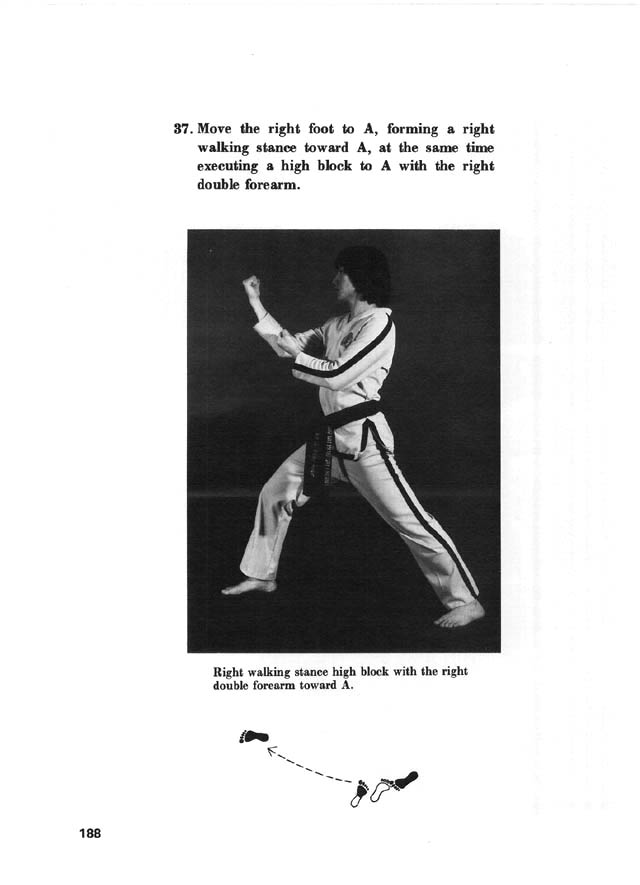 37. Move the right foot to A, forming a right
walking stance toward A, at the same time
executing a high block to A with the right
double forearm.
Right walking stance high block with the right
double forearm toward A.
188